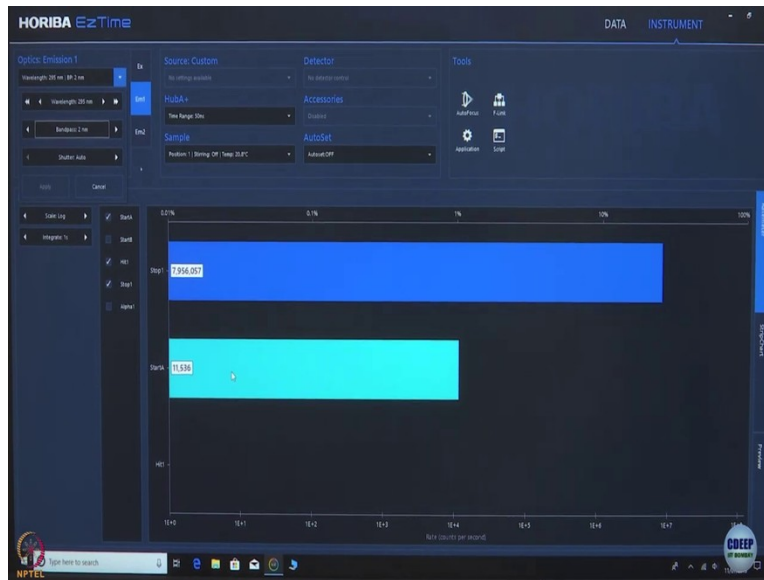 HORIBA EzTime
DATA INSTRUMENT
Optics: Emission 1
Wavelength: 295 nm | BP: 2 nm
Wavelength: 295 nm
Bandpass: 2 nm
Shutter: Auto
Apply Cancel
Ex
Em1
Em2
Source: Custom
No settings available
HubA+
Time Range: 30ns
Sample
Position: 1 | Stirring: Off | Temp: 20.8°C
Detector
No detector control
Accessories
Disabled
AutoSet
Autoset:OFF
Tools
AutoFocus
F-Link
Application
Script
Scale: Log
Integrate: 1s
StartA
StartB
Hit1
Stop1
Alpha1
0.01% 0.1% 1% 10% 100%
Stop1 7,956,057
StartA 11,536
Hit1
1E+0 1E+1 1E+2 1E+3 1E+4 1E+5 1E+6 1E+7
Rate (counts per second)
StripChart
Preview
Type here to search
NPTEL
CDEEP
IIT BOMBAY